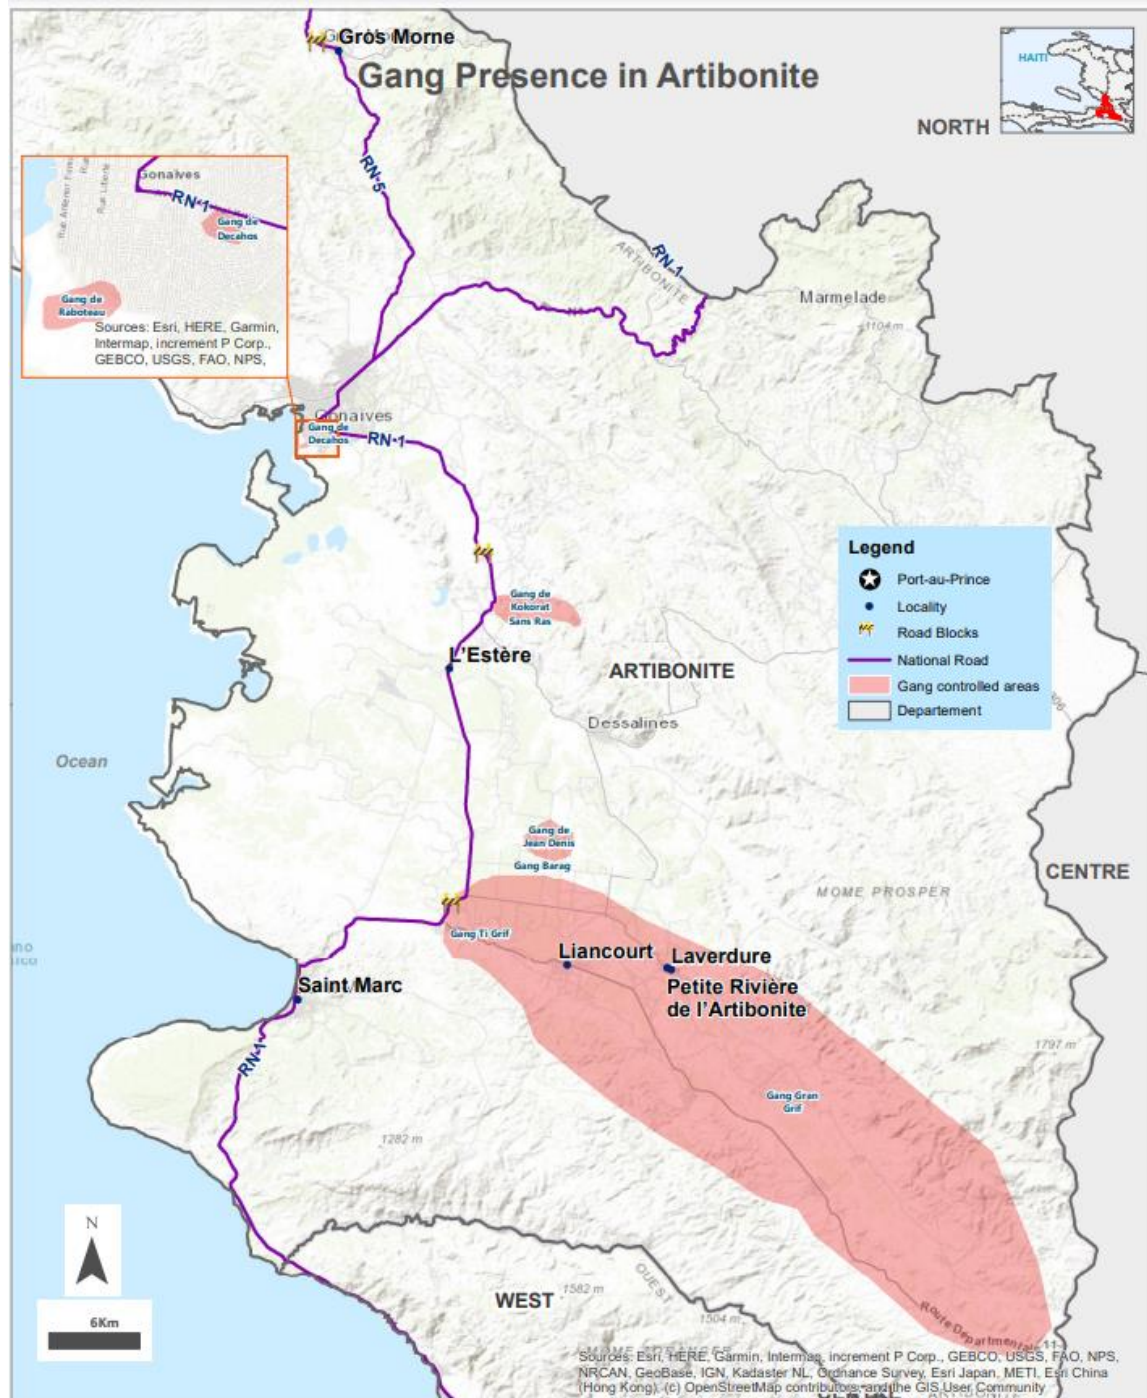 Gros Morne
Gang Presence in Artibonite
HAITI
NORTH
RN-5
Gonaives
RN-1
Rue Liberte
Gang de
Decahos
Gang de
Raboteau
Sources: Esri, HERE, Garmin,
Intermap, increment P Corp.,
GEBCO, USGS, FAO, NPS,
RN-1
ARTIBONITE
Marmelade
1104 m
Gonaives
Gang de
Decahos
RN-1
Legend
Port-au-Prince
Locality
Road Blocks
National Road
Gang controlled areas
Departement
Gang de
Kokorat
Sans Ras
L'Estère
ARTIBONITE
306
Dessalines
Ocean
Gang de
Jean Denis
Gang Barag
CENTRE
MOME PROSPER
Gang Ti Grif
Liancourt
Laverdure
Petite Rivière
de l'Artibonite
Saint Marc
RN-1
1797 m
Gang Gran
Grif
1282 m
N
6Km
WEST
OUEST
1582 m
1504 m
Route Départmentale 11
Sources: Esri, HERE, Garmin, Intermap, increment P Corp., GEBCO, USGS, FAO, NPS,
NRCAN, GeoBase, IGN, Kadaster NL, Ordnance Survey, Esri Japan, METI, Esri China
(Hong Kong), (c) OpenStreetMap contributors, and the GIS User Community